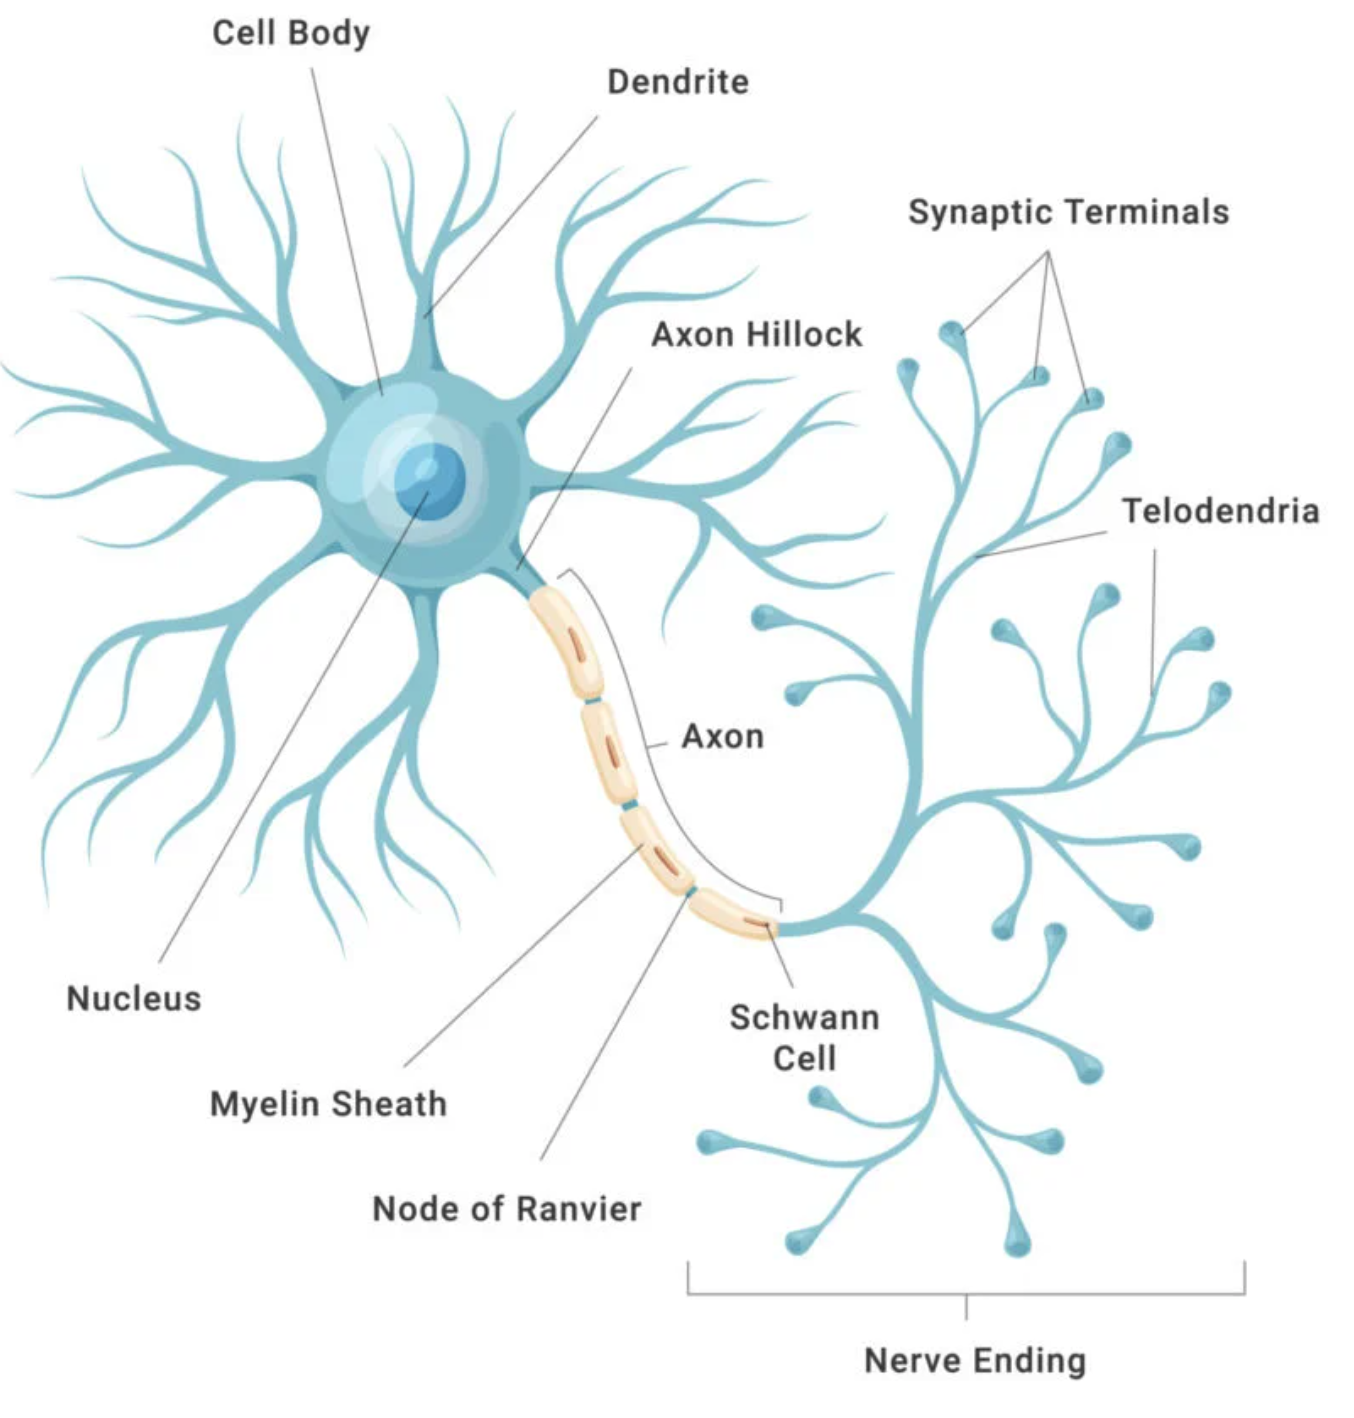 Cell Body
Dendrite
Synaptic Terminals
Axon Hillock
Telodendria
Axon
Nucleus
Schwann
Cell
Myelin Sheath
Node of Ranvier
Nerve Ending